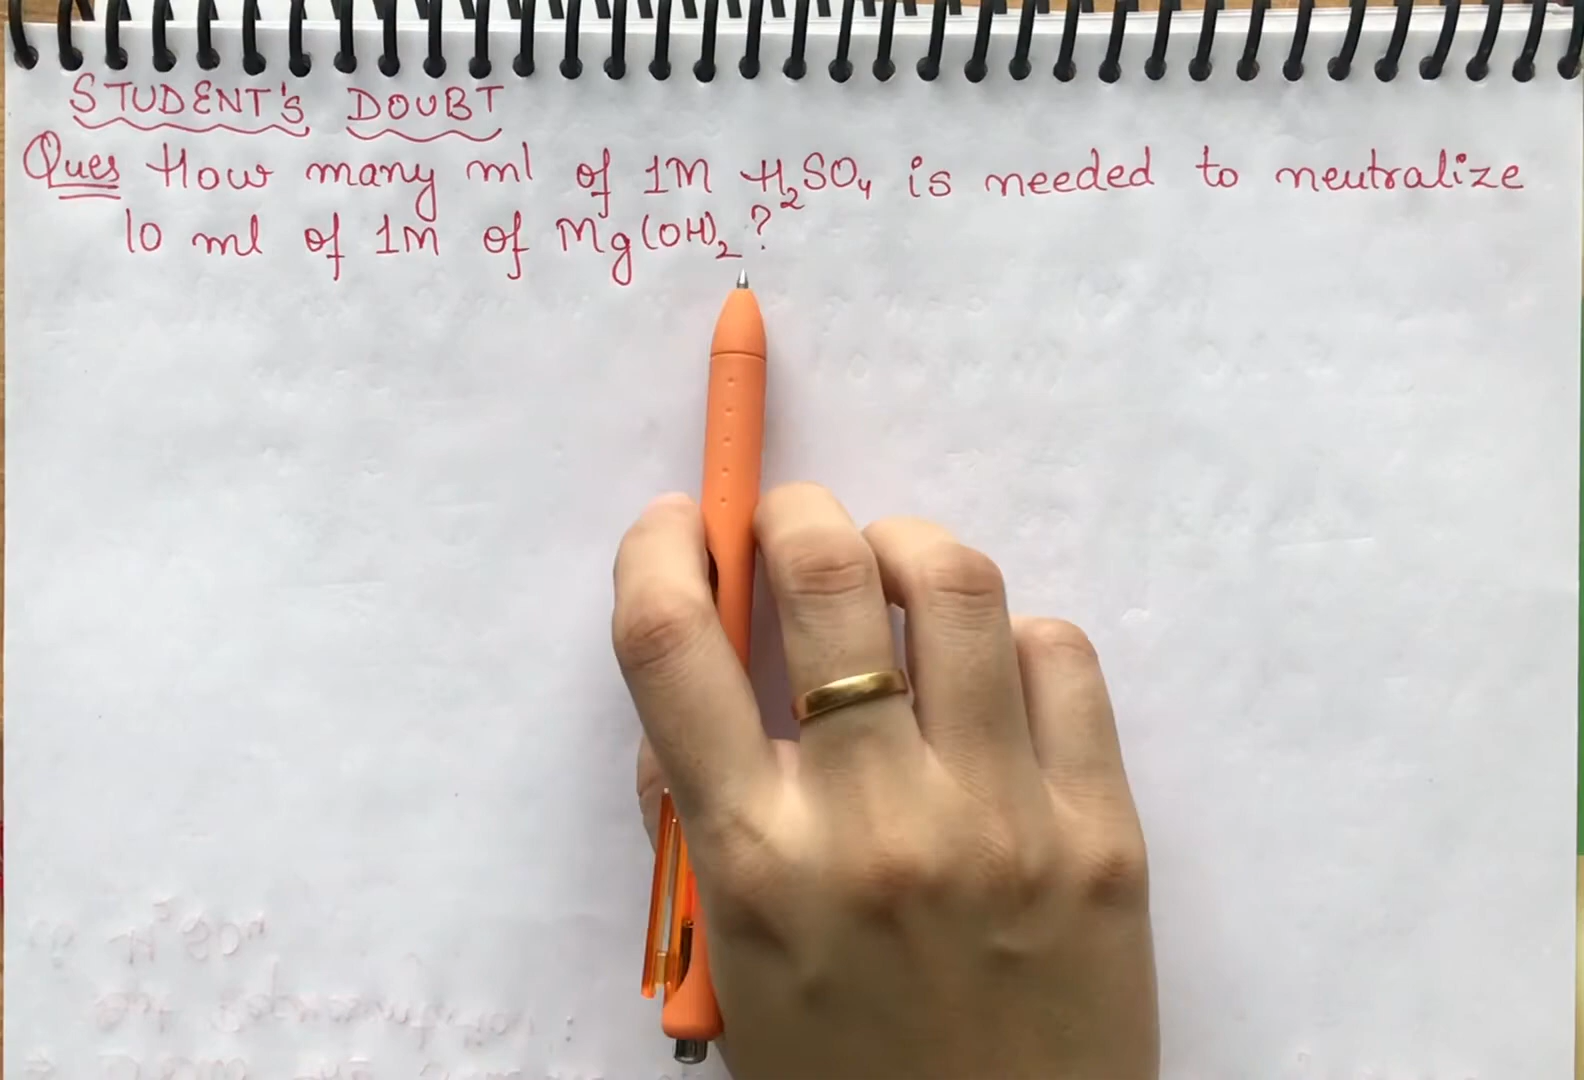 STUDENT'S DOUBT
Ques How many ml of 1M H₂SO₄ is needed to neutralize
10 ml of 1M of Mg(OH)₂?